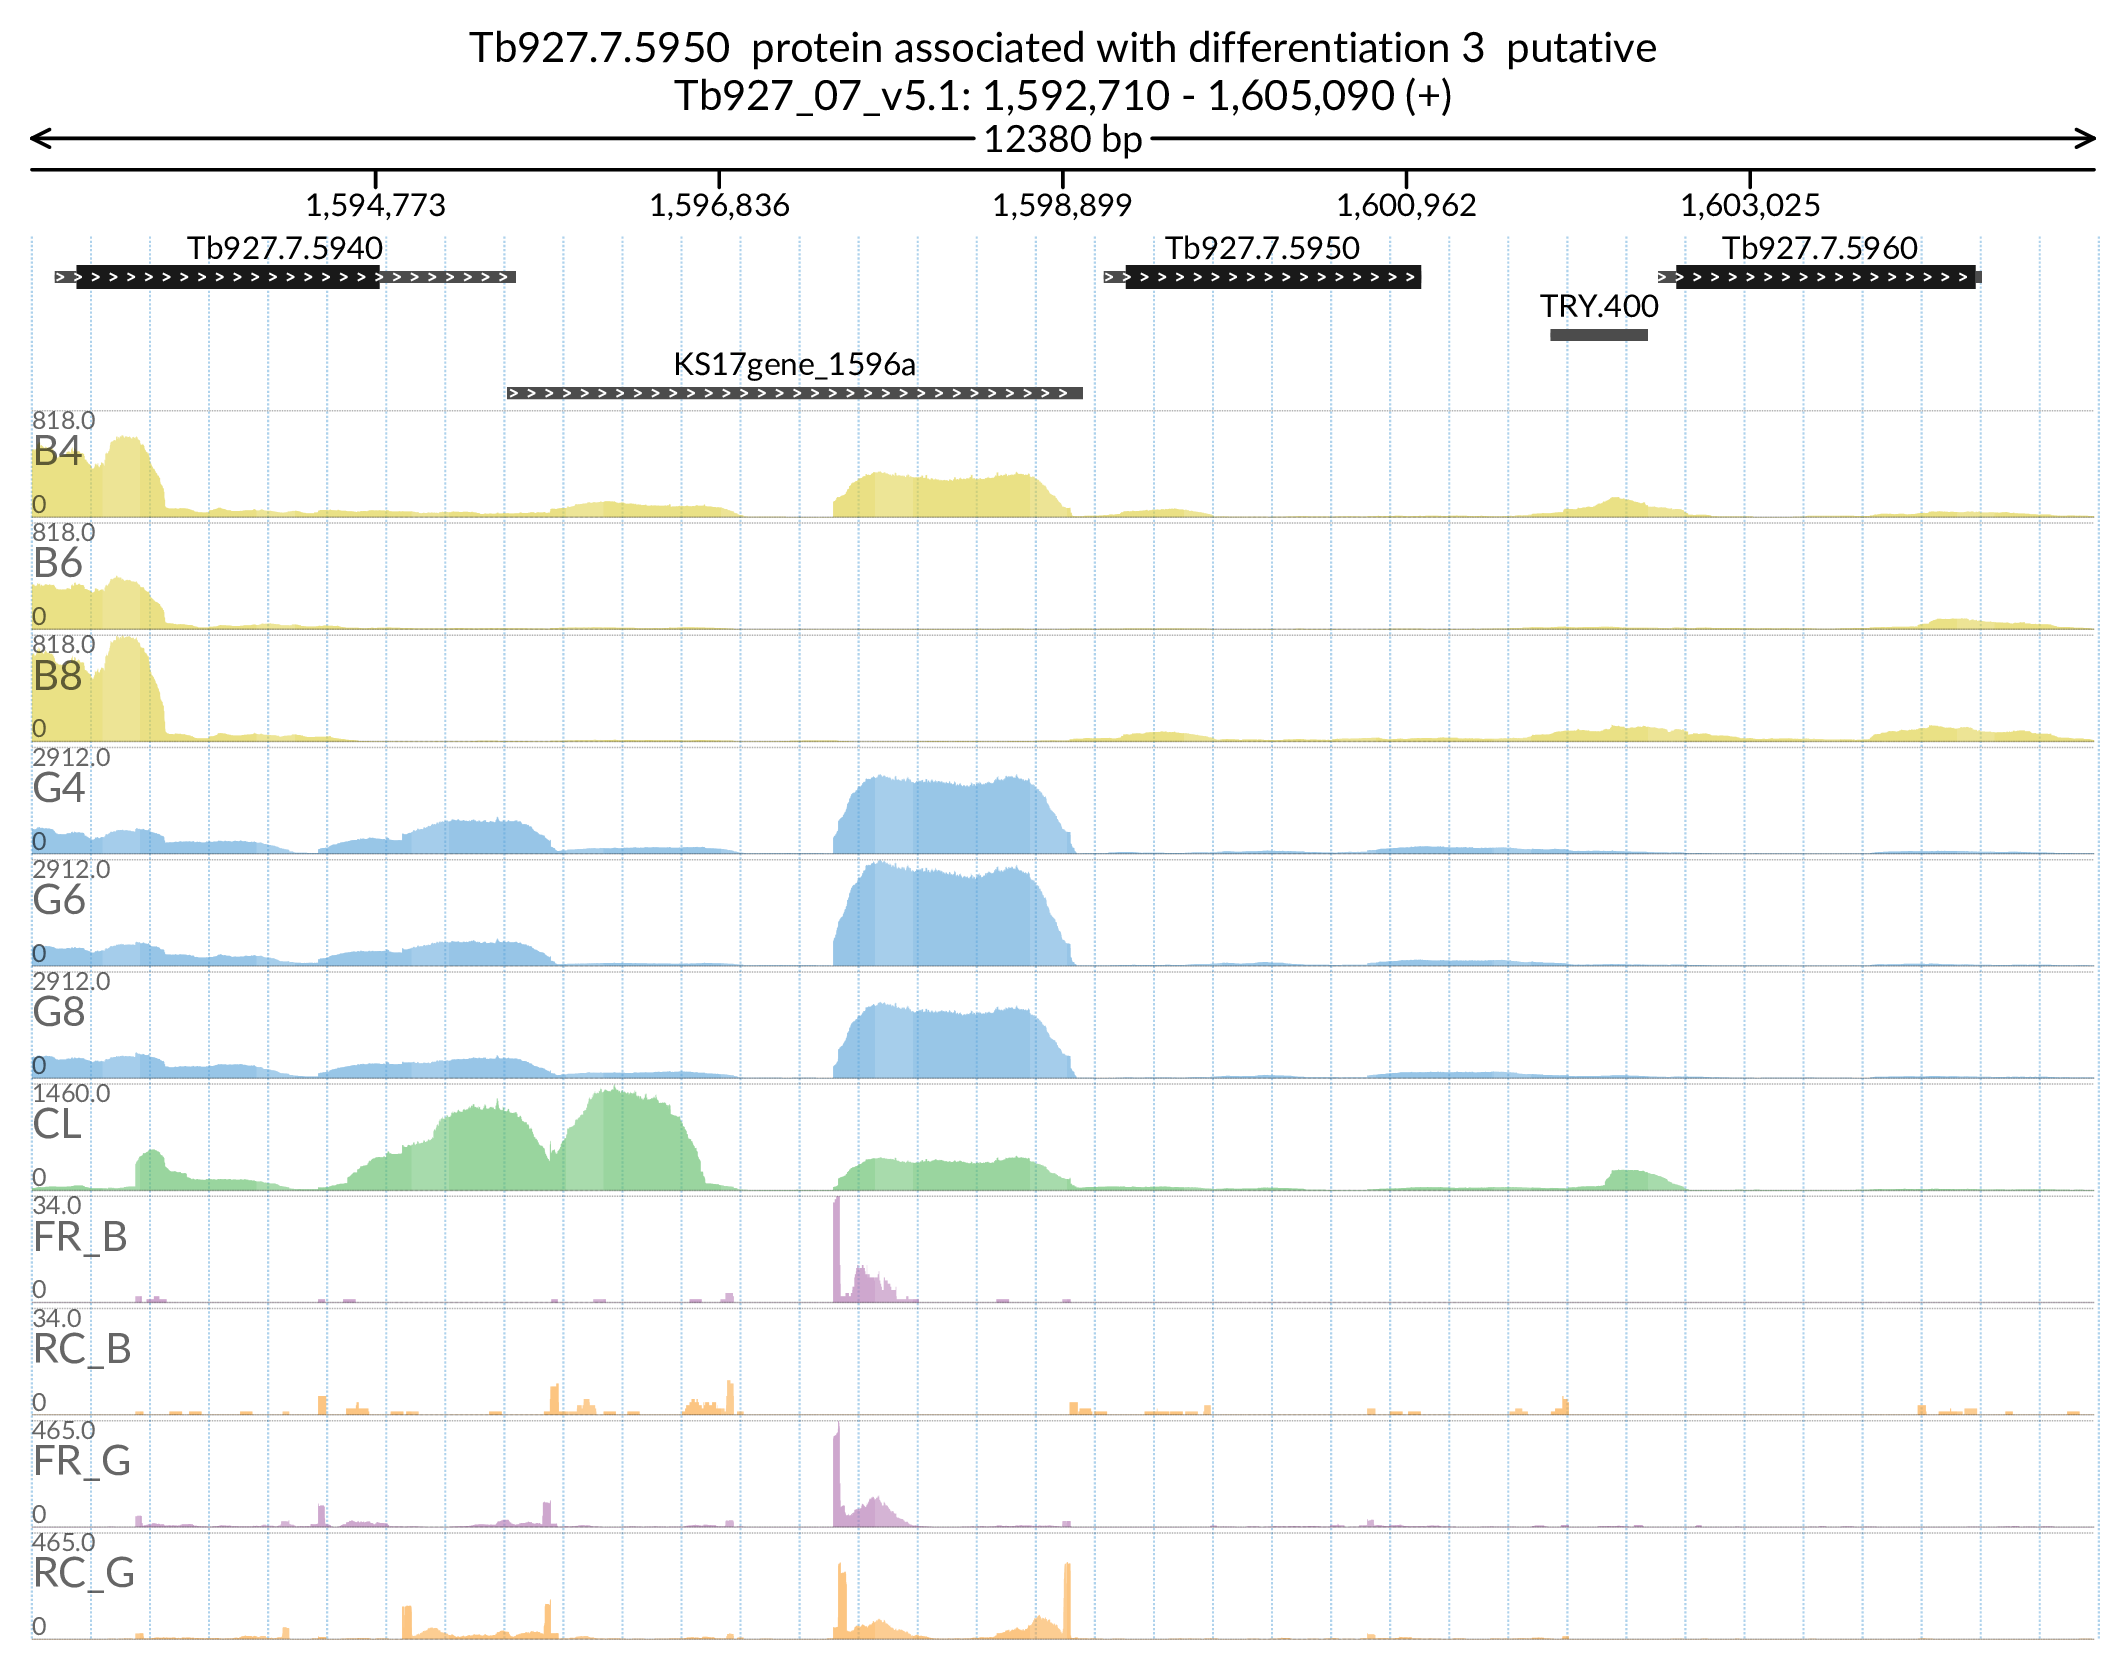 Tb927.7.5950 protein associated with differentiation 3 putative
Tb927_07_v5.1: 1,592,710 - 1,605,090 (+)
12380 bp
1,594,773 1,596,836 1,598,899 1,600,962 1,603,025
Tb927.7.5940 Tb927.7.5950 Tb927.7.5960
TRY.400
KS17gene_1596a
818.0
B4
0
818.0
B6
0
818.0
B8
0
2912.0
G4
0
2912.0
G6
0
2912.0
G8
0
1460.0
CL
0
34.0
FR_B
0
34.0
RC_B
0
465.0
FR_G
0
465.0
RC_G
0